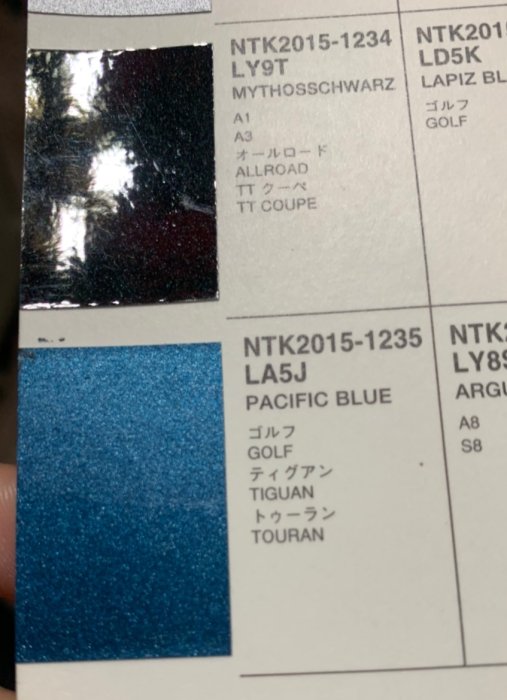 NTK2015-1234
LY9T
MYTHOSSCHWARZ
A1
A3
オールロード
ALLROAD
TT クーペ
TT COUPE
LD5K
LAPIZ
ゴルフ
GOLF
NTK2015-1235
LA5J
PACIFIC BLUE
ゴルフ
GOLF
ティグアン
TIGUAN
トゥーラン
TOURAN
A8
S8